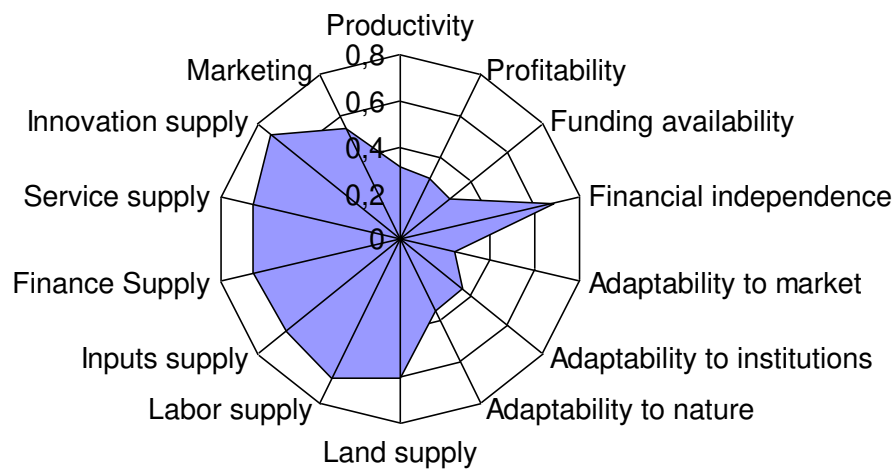 Productivity
0,8
Marketing
Profitability
0,6
Innovation supply
Funding availability
0,4
Service supply
0,2
Financial independence
0
Finance Supply
Adaptability to market
Inputs supply
Adaptability to institutions
Labor supply
Adaptability to nature
Land supply